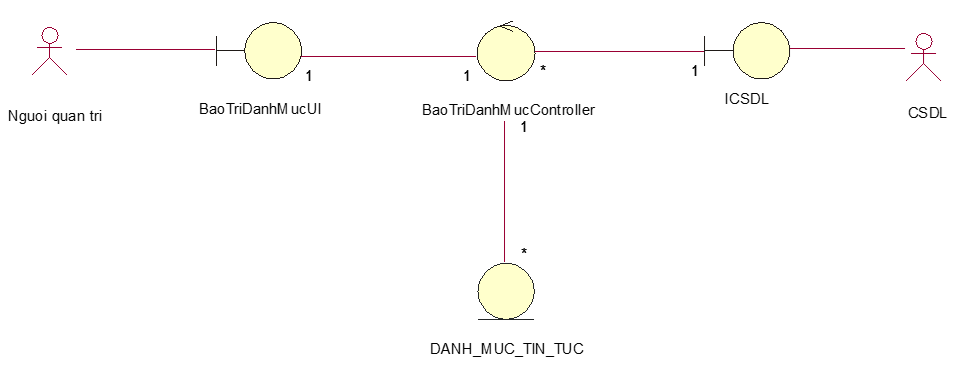 Nguoi quan tri
1
BaoTriDanhMucUI
1
*
BaoTriDanhMucController
1
1
ICSDL
CSDL
*
DANH_MUC_TIN_TUC